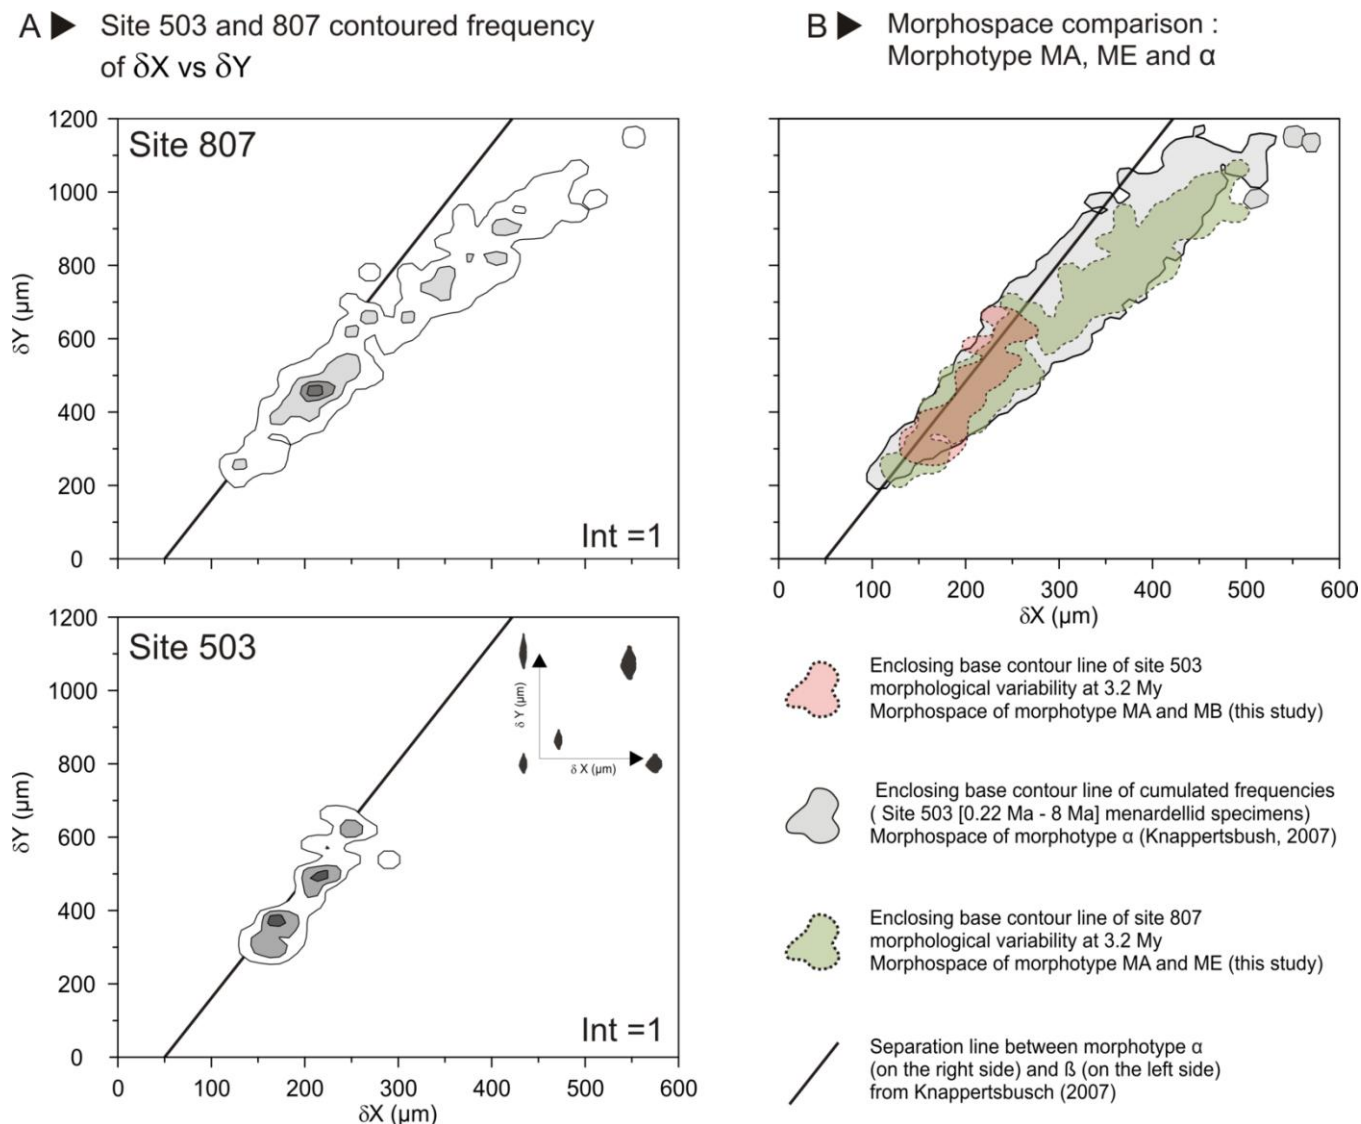 A ▶ Site 503 and 807 contoured frequency
of δX vs δY
B ▶ Morphospace comparison :
Morphotype MA, ME and α
Site 807
1200
1000
800
600
400
200
0
δY (µm)
Int =1
0 100 200 300 400 500 600
δX (µm)
Site 503
1200
1000
800
600
400
200
0
δY (µm)
δ Y (µm)
δ X (µm)
Int =1
0 100 200 300 400 500 600
δX (µm)
Enclosing base contour line of site 503
morphological variability at 3.2 My
Morphospace of morphotype MA and MB (this study)
Enclosing base contour line of cumulated frequencies
( Site 503 [0.22 Ma - 8 Ma] menardellid specimens)
Morphospace of morphotype α (Knappertsbush, 2007)
Enclosing base contour line of site 807
morphological variability at 3.2 My
Morphospace of morphotype MA and ME (this study)
Separation line between morphotype α
(on the right side) and ß (on the left side)
from Knappertsbusch (2007)